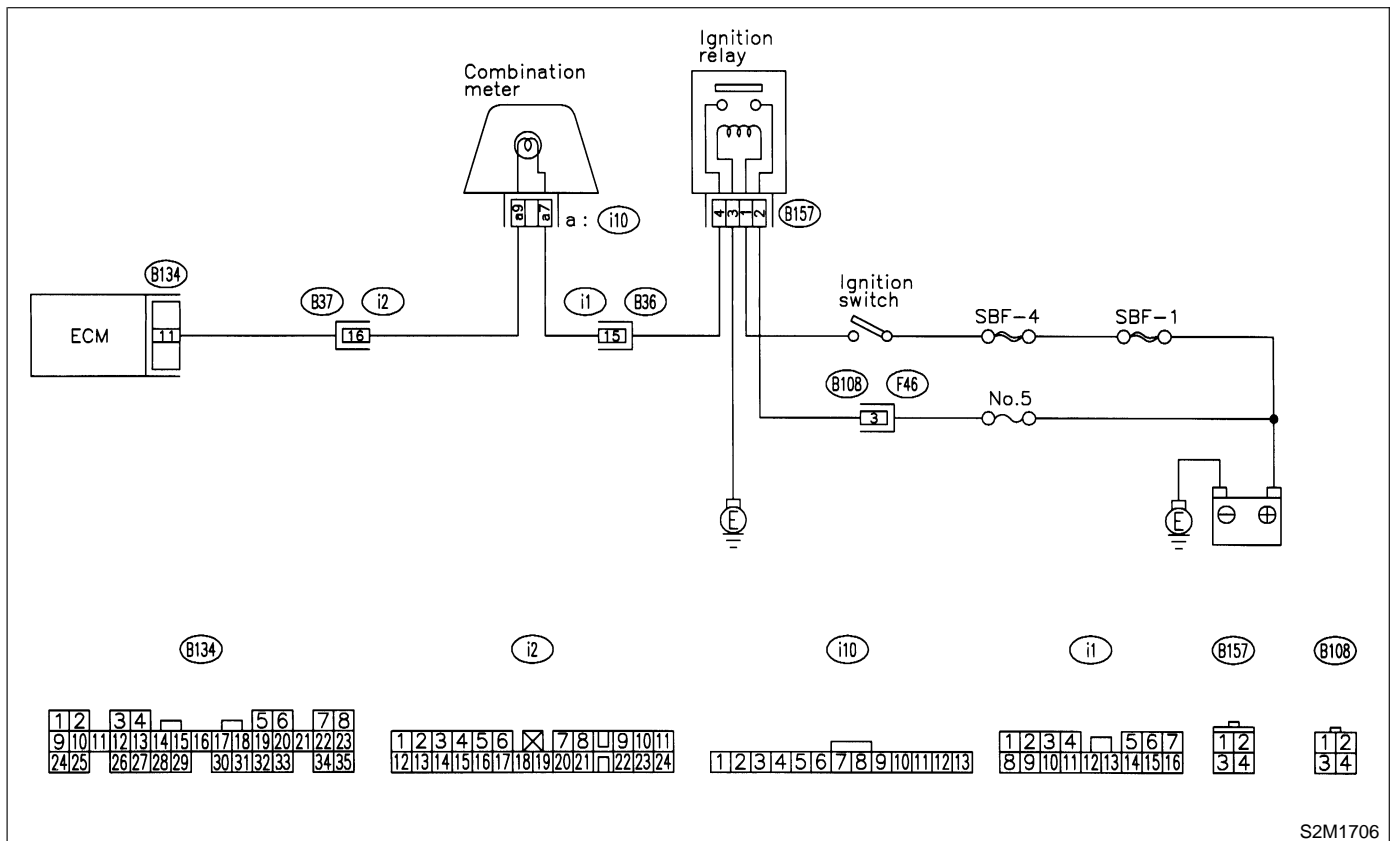 Ignition
relay
Combination
meter
a9 a7
a : i10
4 3 1 2
B157
B134
B37 i2
i1 B36
Ignition
switch
SBF-4
SBF-1
ECM
11
16
15
B108 F46
No.5
3
E
E
⊖ ⊕
B134
i2
i10
i1
B157
B108
1 2 3 4 5 6 7 8
9 10 11 12 13 14 15 16 17 18 19 20 21 22 23
24 25 26 27 28 29 30 31 32 33 34 35
1 2 3 4 5 6 7 8 9 10 11
12 13 14 15 16 17 18 19 20 21 22 23 24
1 2 3 4 5 6 7 8 9 10 11 12 13
1 2 3 4 5 6 7
8 9 10 11 12 13 14 15 16
1 2
3 4
1 2
3 4
S2M1706